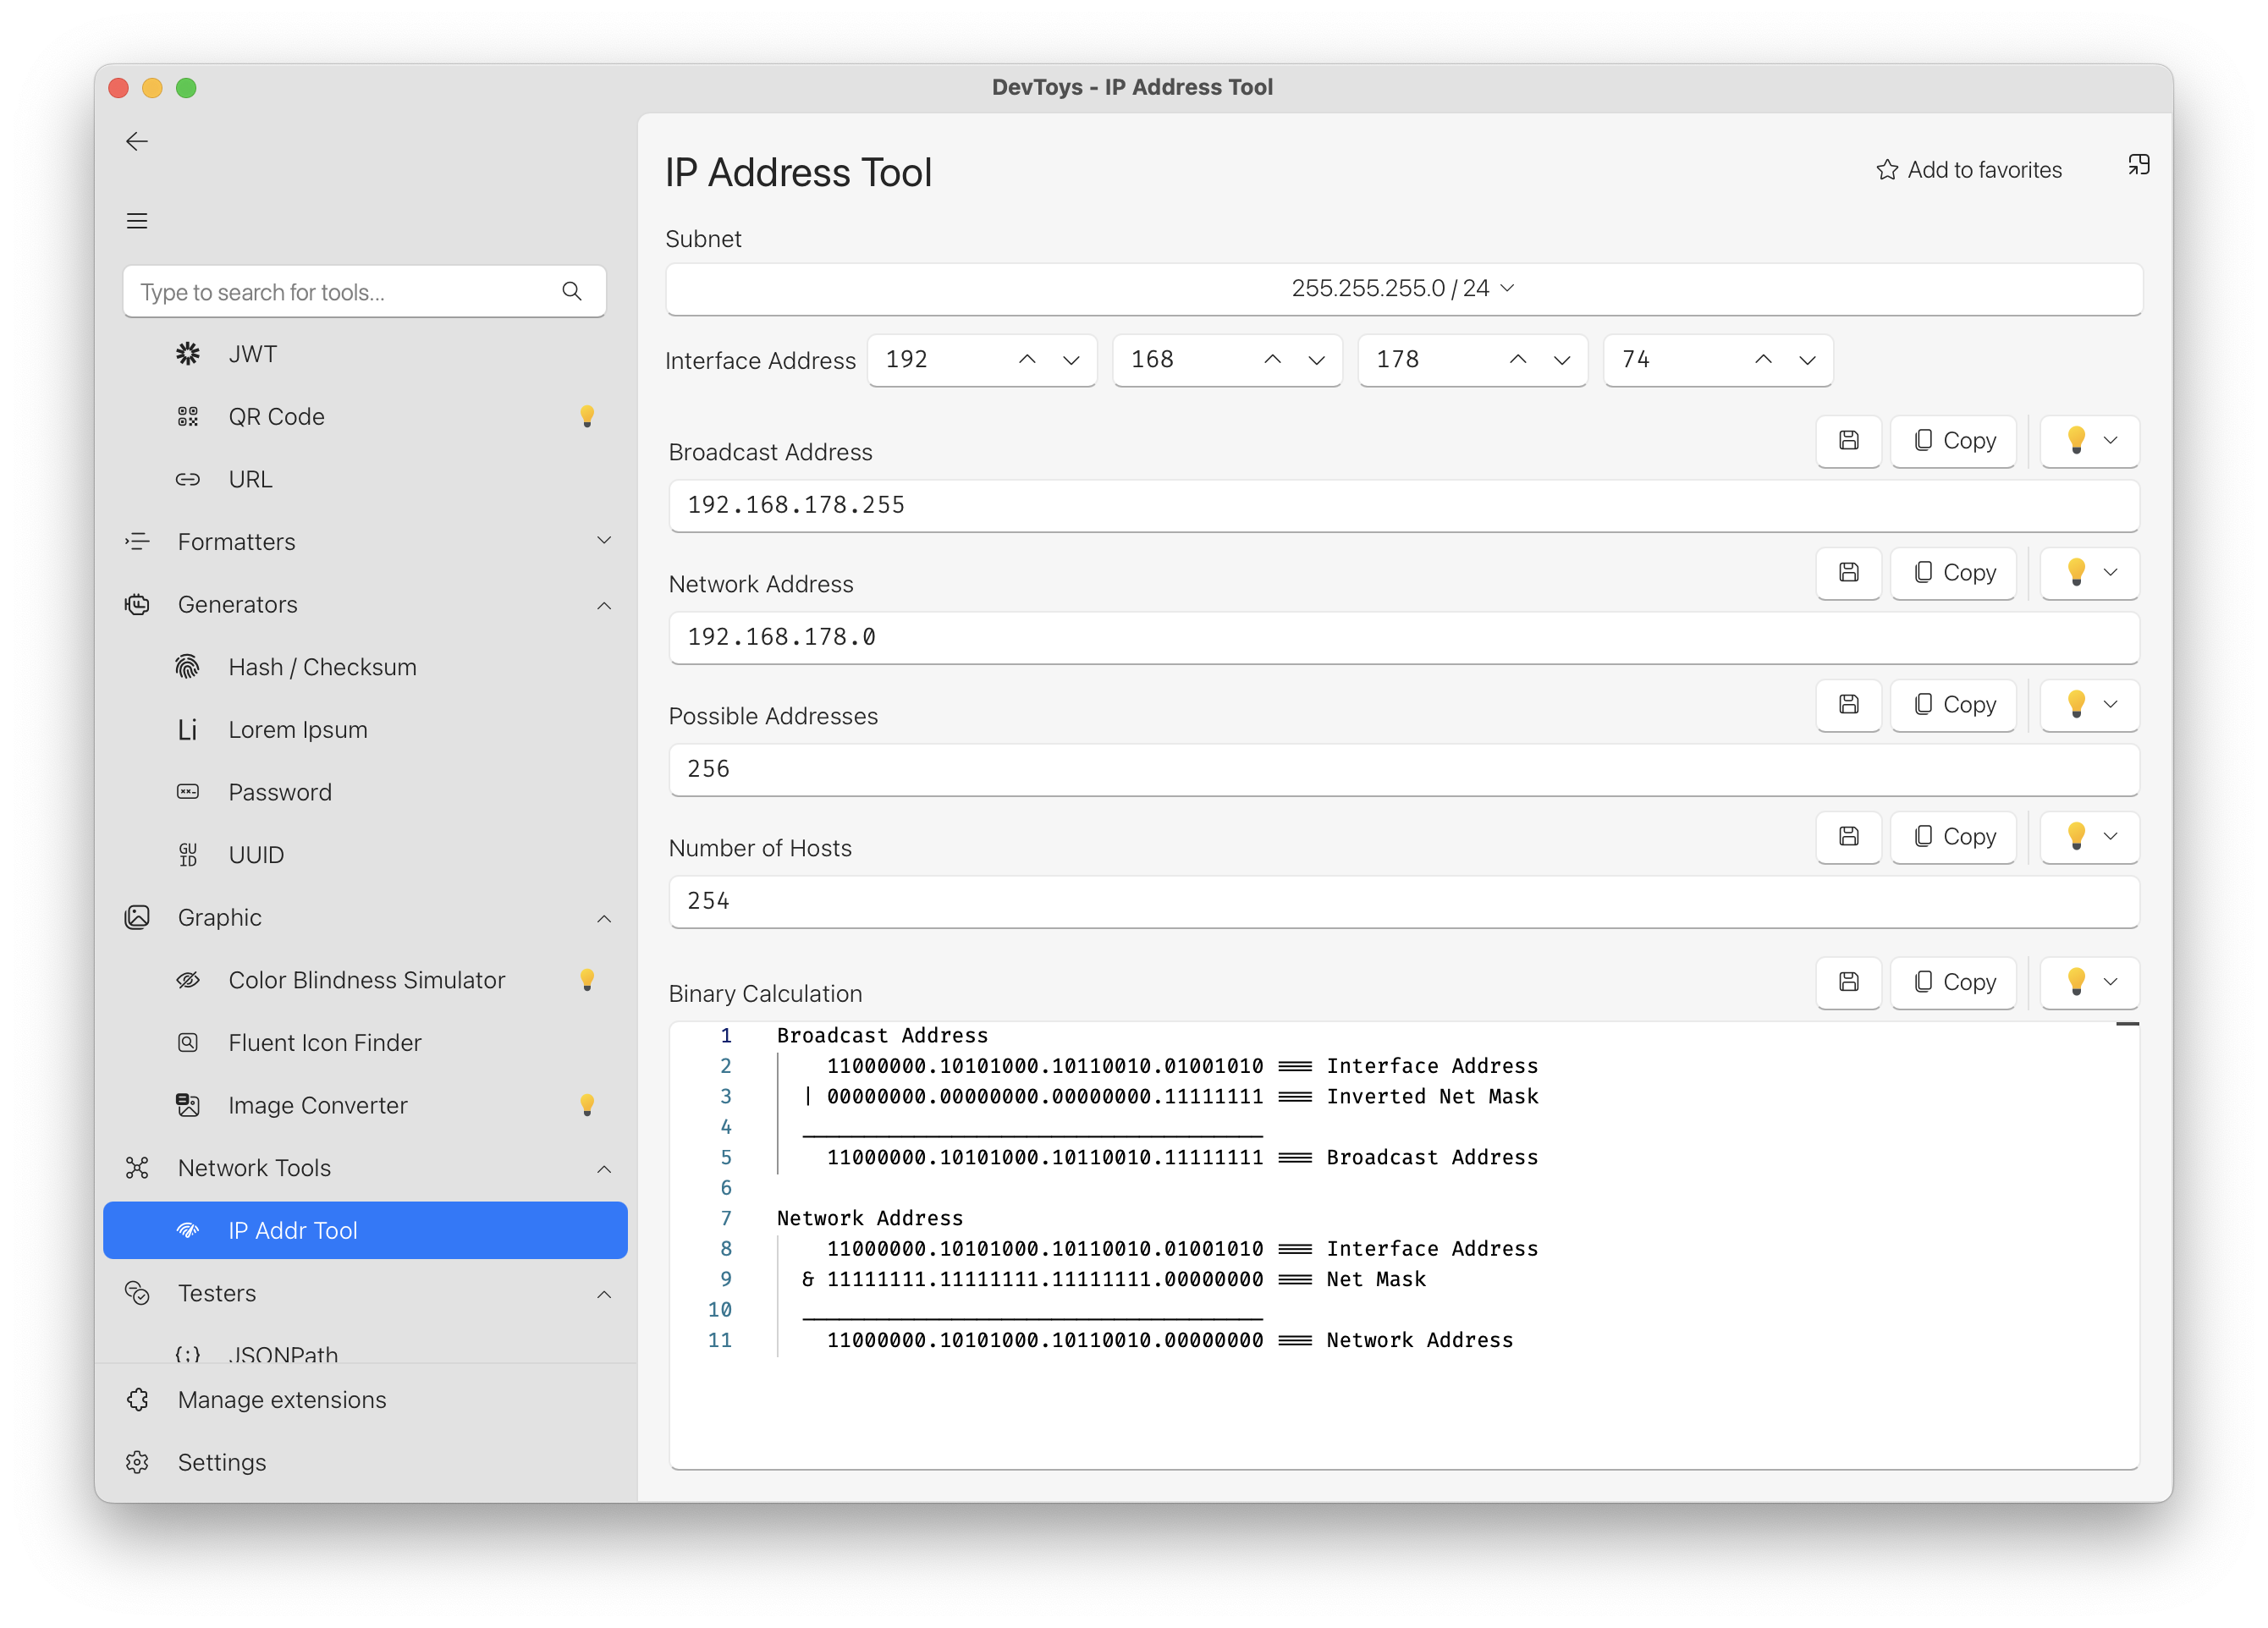 DevToys - IP Address Tool
Type to search for tools...
JWT
QR Code
URL
Formatters
Generators
Hash / Checksum
Li Lorem Ipsum
Password
GU
ID
UUID
Graphic
Color Blindness Simulator
Fluent Icon Finder
Image Converter
Network Tools
IP Addr Tool
Testers
{;} JSONPath
Manage extensions
Settings
IP Address Tool
Add to favorites
Subnet
255.255.255.0 / 24
Interface Address 192 168 178 74
Broadcast Address Copy
192.168.178.255
Network Address Copy
192.168.178.0
Possible Addresses Copy
256
Number of Hosts Copy
254
Binary Calculation Copy
1 Broadcast Address
2 11000000.10101000.10110010.01001010 === Interface Address
3 | 00000000.00000000.00000000.11111111 === Inverted Net Mask
4 _____________________________________
5 11000000.10101000.10110010.11111111 === Broadcast Address
6
7 Network Address
8 11000000.10101000.10110010.01001010 === Interface Address
9 & 11111111.11111111.11111111.00000000 === Net Mask
10 _____________________________________
11 11000000.10101000.10110010.00000000 === Network Address